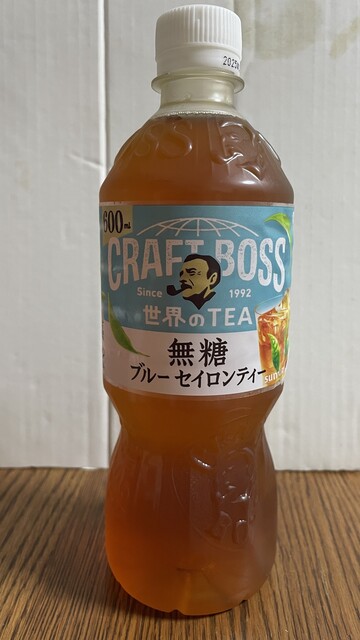 2025
600ml
CRAFT BOSS
Since 1992
世界のTEA
無糖
ブルー セイロンティー